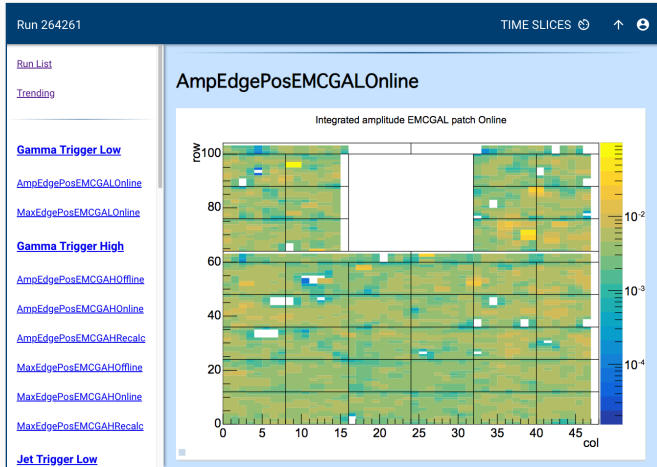 Run 264261
TIME SLICES
Run List
Trending
Gamma Trigger Low
AmpEdgePosEMCGALOnline
MaxEdgePosEMCGALOnline
Gamma Trigger High
AmpEdgePosEMCGAHOffline
AmpEdgePosEMCGAHOnline
AmpEdgePosEMCGAHRecalc
MaxEdgePosEMCGAHOffline
MaxEdgePosEMCGAHOnline
MaxEdgePosEMCGAHRecalc
Jet Trigger Low
AmpEdgePosEMCGALOnline
Integrated amplitude EMCGAL patch Online
row
100
80
60
40
20
0
0 5 10 15 20 25 30 35 40 45
col
10⁻²
10⁻³
10⁻⁴